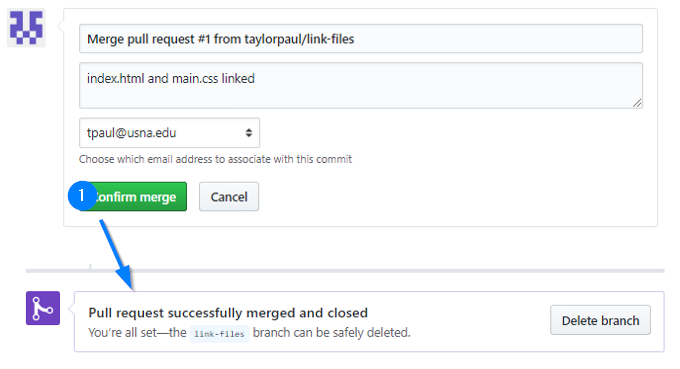 Merge pull request #1 from taylorpaul/link-files
index.html and main.css linked
tpaul@usna.edu
Choose which email address to associate with this commit
1
onfirm merge
Cancel
Pull request successfully merged and closed
You’re all set—the link-files branch can be safely deleted.
Delete branch